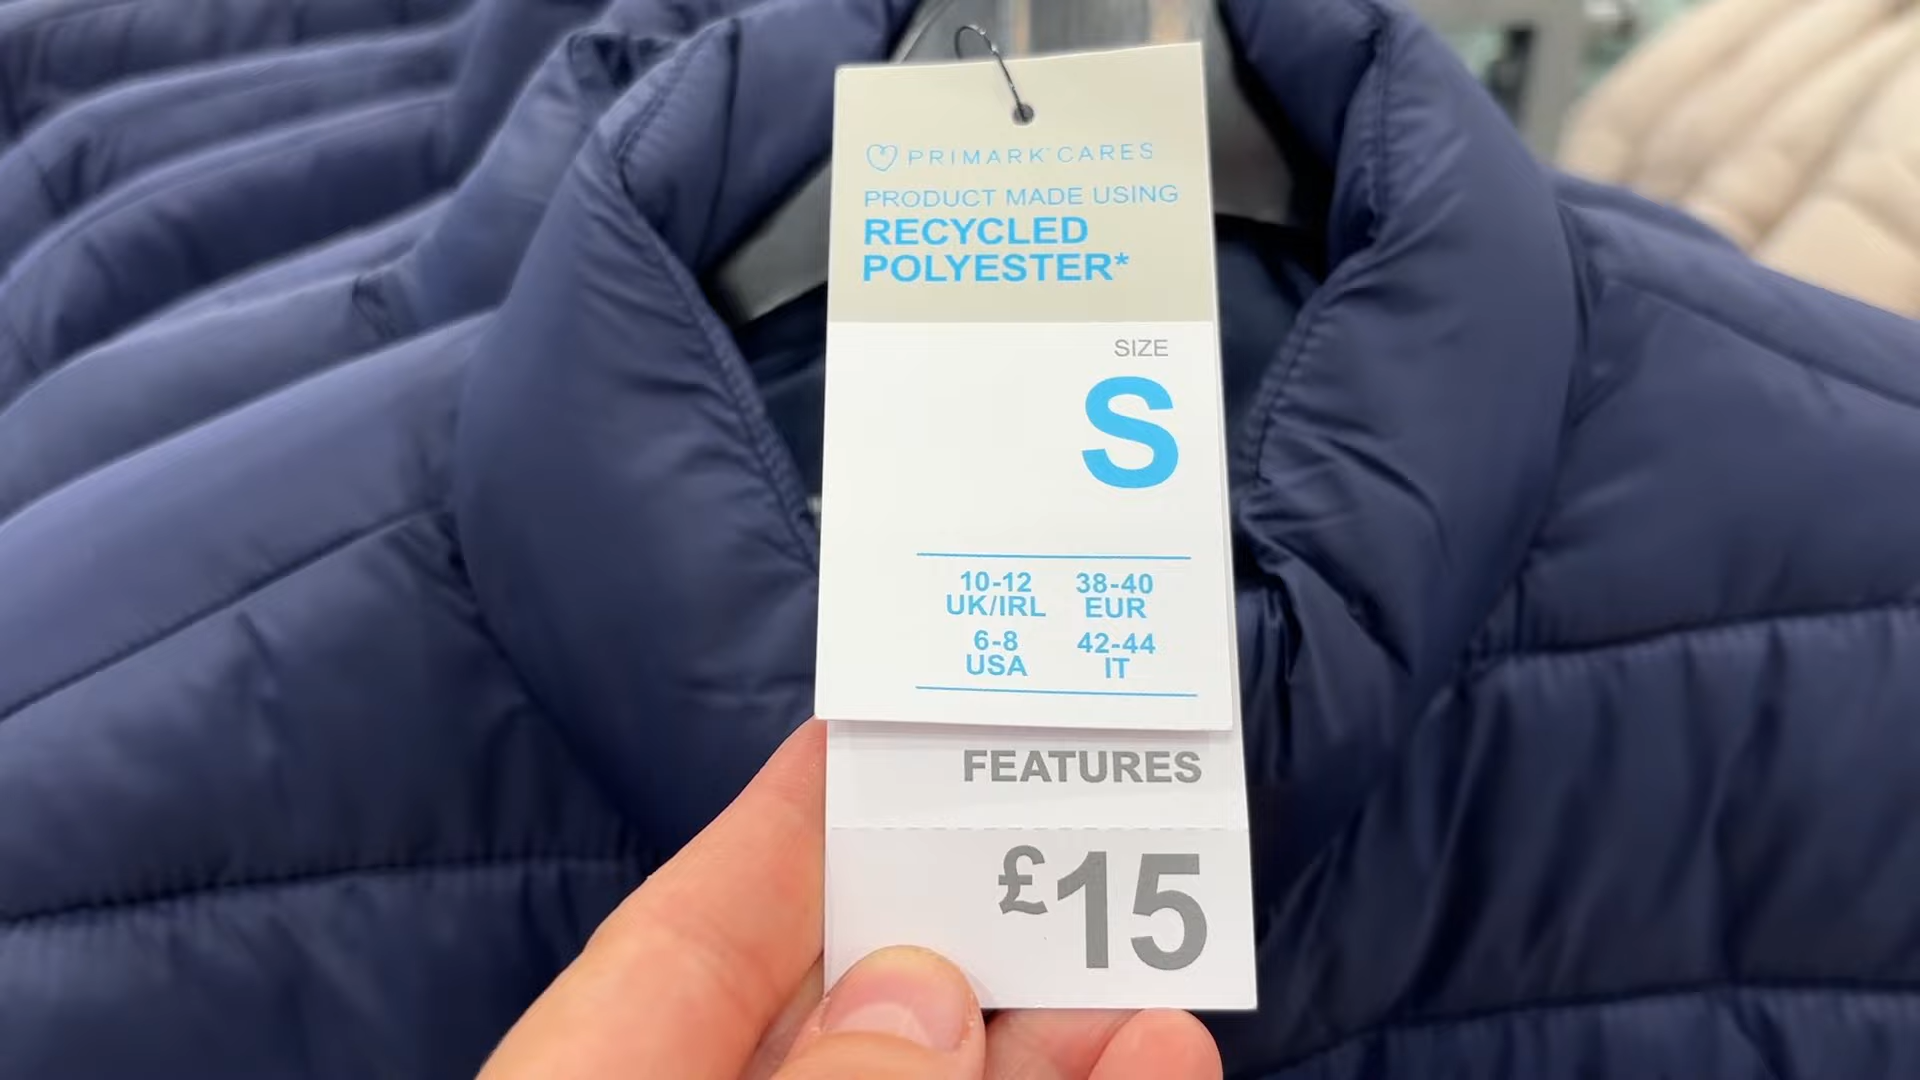 PRIMARK CARES
PRODUCT MADE USING
RECYCLED
POLYESTER*
SIZE
S
10-12 38-40
UK/IRL EUR
6-8 42-44
USA IT
FEATURES
£15